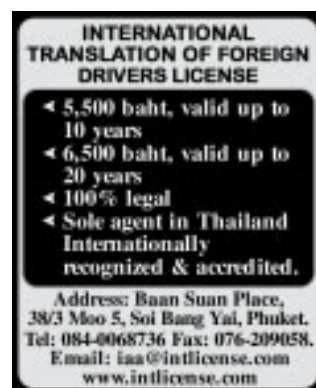 INTERNATIONAL
TRANSLATION OF FOREIGN
DRIVERS LICENSE
5,500 baht, valid up to
10 years
6,500 baht, valid up to
20 years
100% legal
Sole agent in Thailand
Internationally
recognized & accredited.
Address: Baan Suan Place,
38/3 Moo 5, Soi Bang Yai, Phuket.
Tel: 084-0068736 Fax: 076-209058.
Email: iaa@intlicense.com
www.intlicense.com